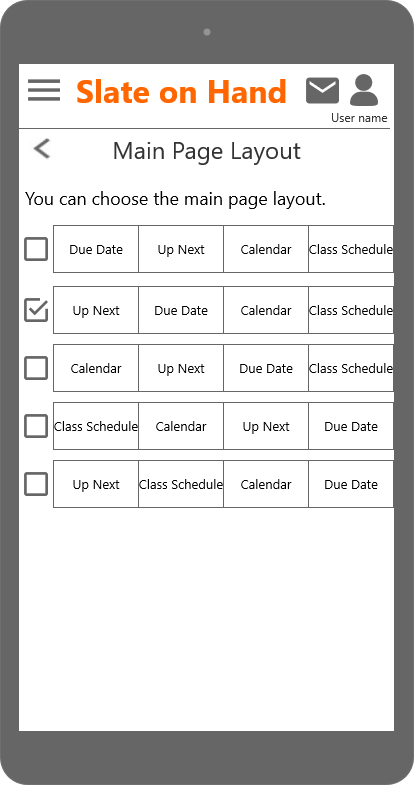 Slate on Hand
User name
Main Page Layout
You can choose the main page layout.
Due Date Up Next Calendar Class Schedule
Up Next Due Date Calendar Class Schedule
Calendar Up Next Due Date Class Schedule
Class Schedule Calendar Up Next Due Date
Up Next Class Schedule Calendar Due Date